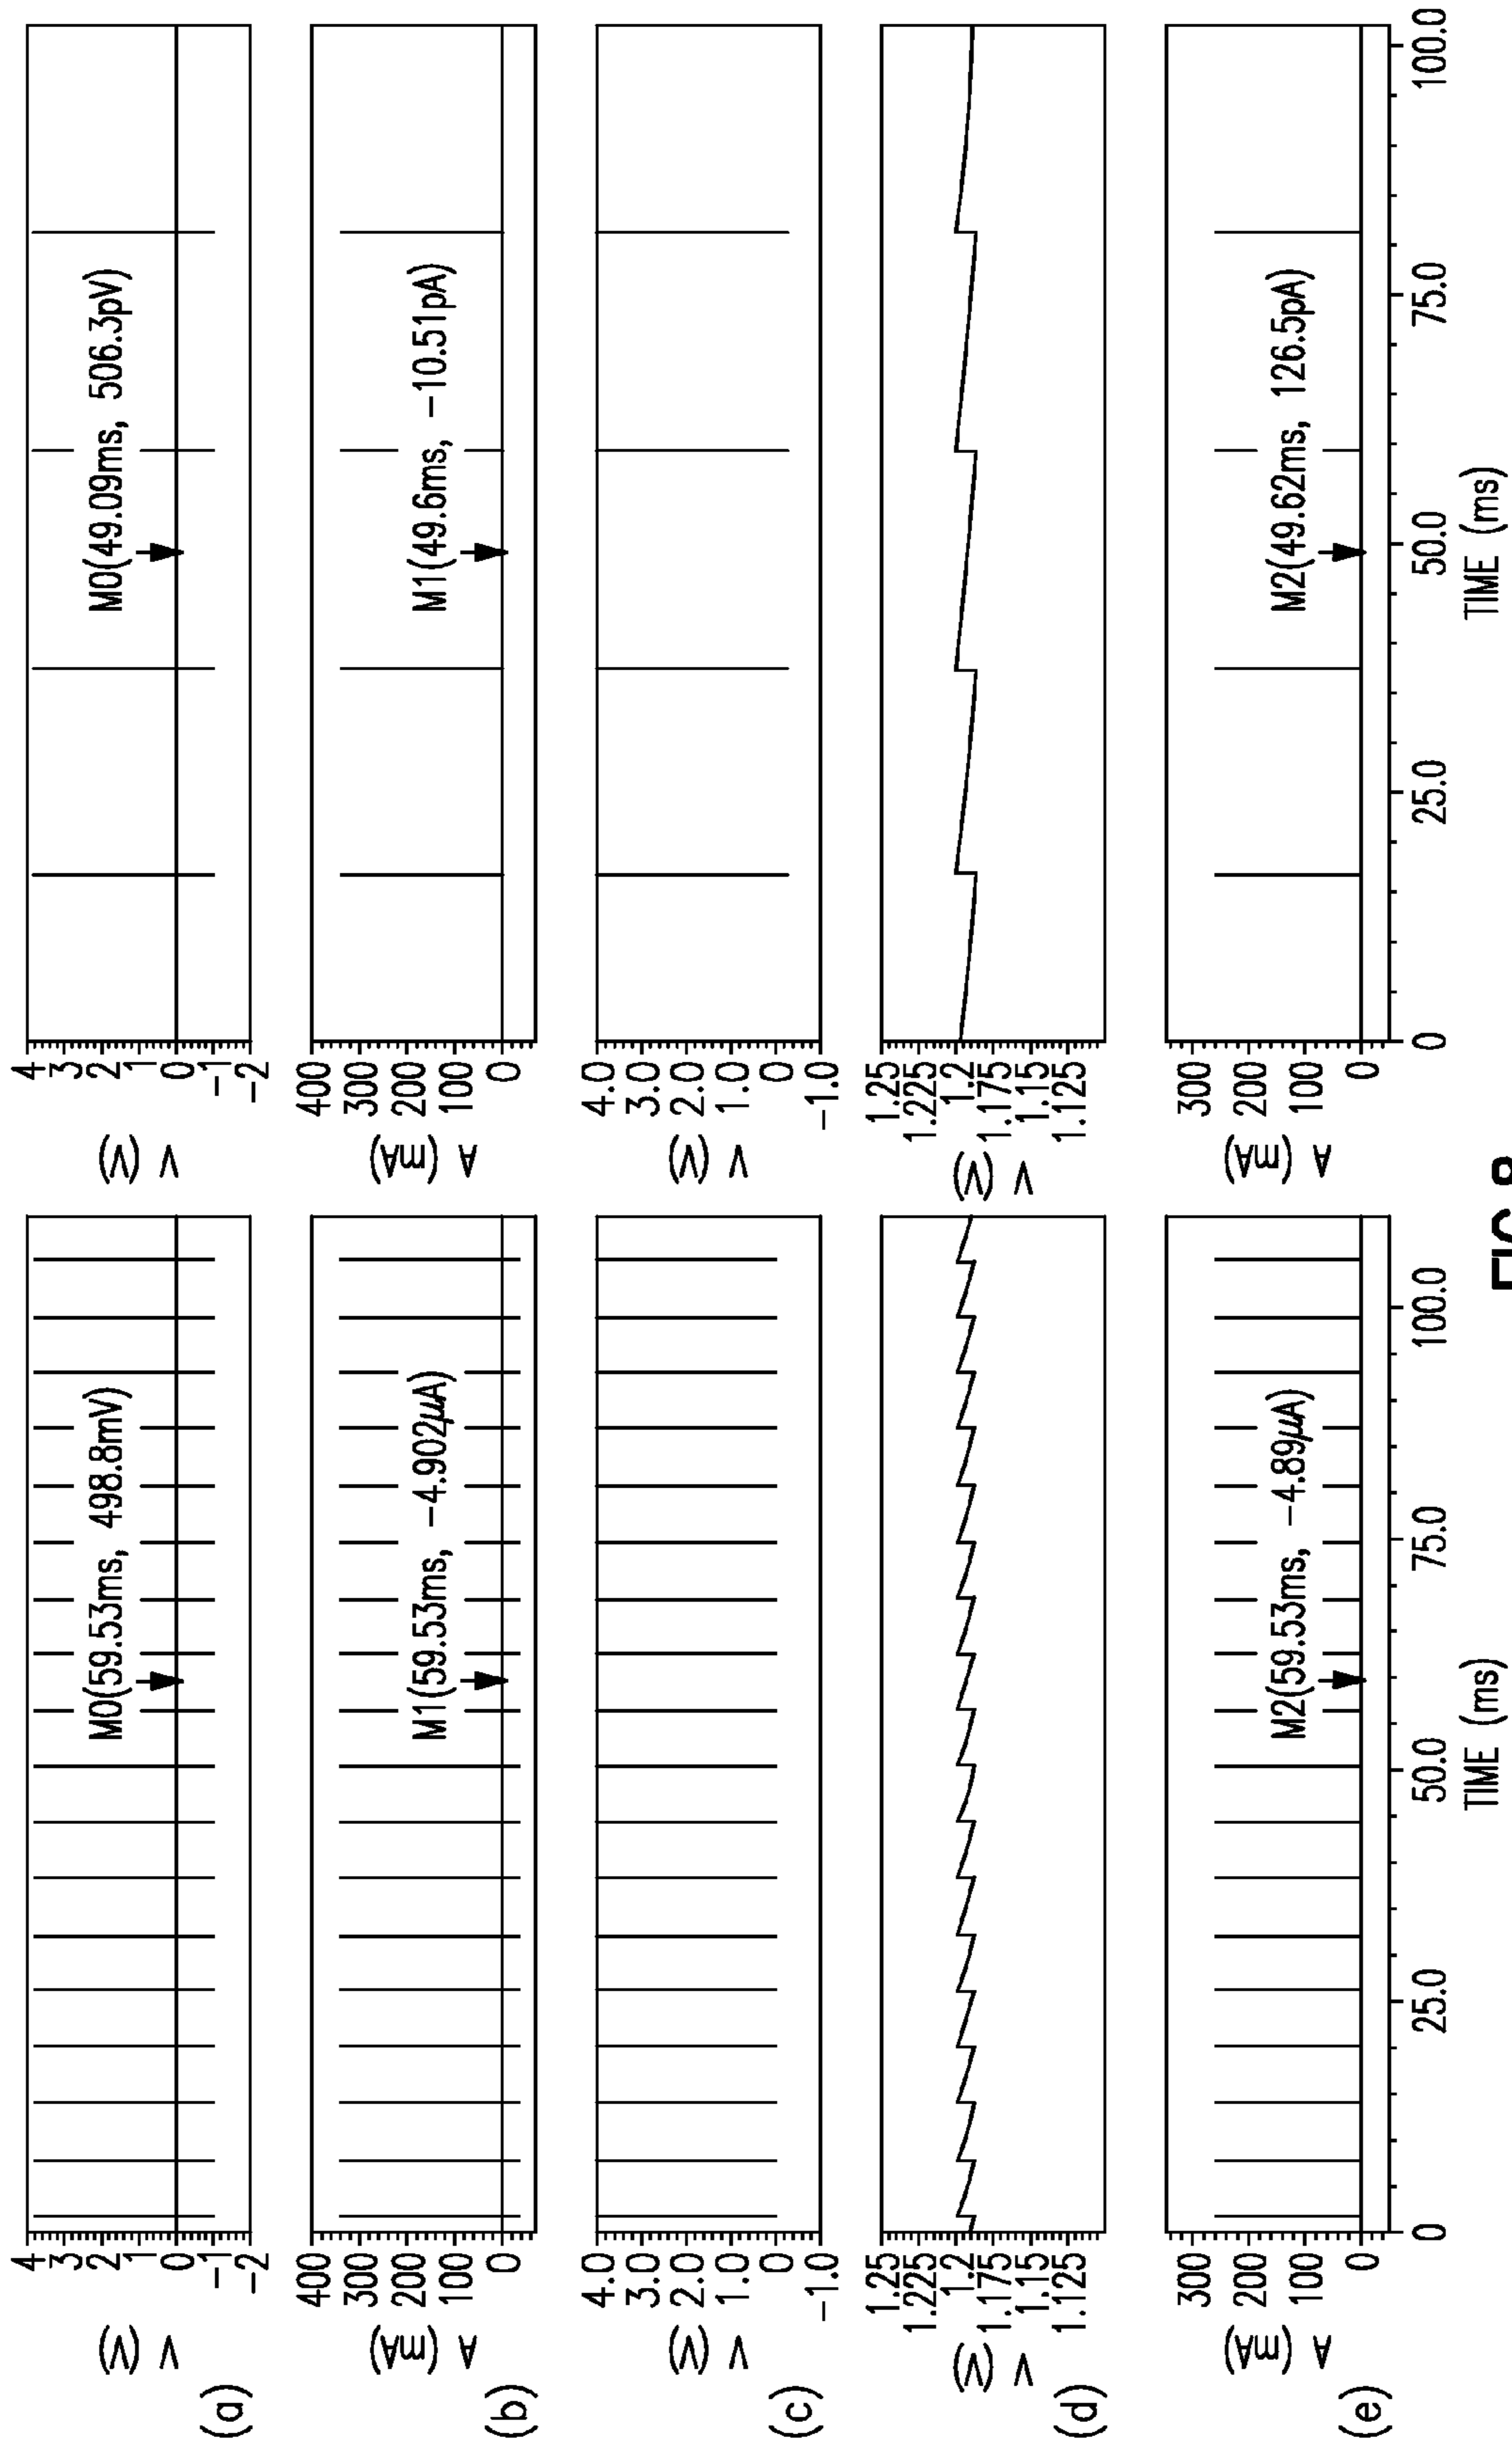 (a)
V (V)
4
3
2
1
0
-1
-2
M0(59.53ms, 498.8mV)
V (V)
4
3
2
1
0
-1
-2
M0(49.09ms, 506.3pV)
(b)
A (mA)
400
300
200
100
0
M1(59.53ms, -4.902μA)
A (mA)
400
300
200
100
0
M1(49.6ms, -10.51pA)
(c)
V (V)
4.0
3.0
2.0
1.0
0
-1.0
V (V)
4.0
3.0
2.0
1.0
0
-1.0
(d)
V (V)
1.25
1.225
1.2
1.175
1.15
1.125
V (V)
1.25
1.225
1.2
1.175
1.15
1.125
(e)
A (mA)
300
200
100
0
M2(59.53ms, -4.89μA)
0 25.0 50.0 75.0 100.0
TIME (ms)
A (mA)
300
200
100
0
M2(49.62ms, 126.5pA)
0 25.0 50.0 75.0 100.0
TIME (ms)
FIG.8